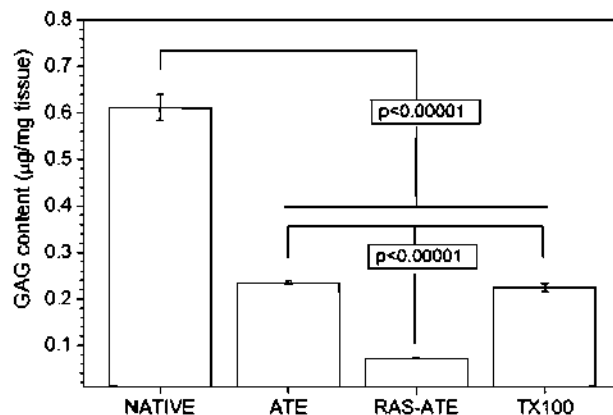 0.8
0.7
0.6
0.5
0.4
0.3
0.2
0.1
GAG content (µg/mg tissue)
p<0.00001
p<0.00001
NATIVE ATE RAS-ATE TX100